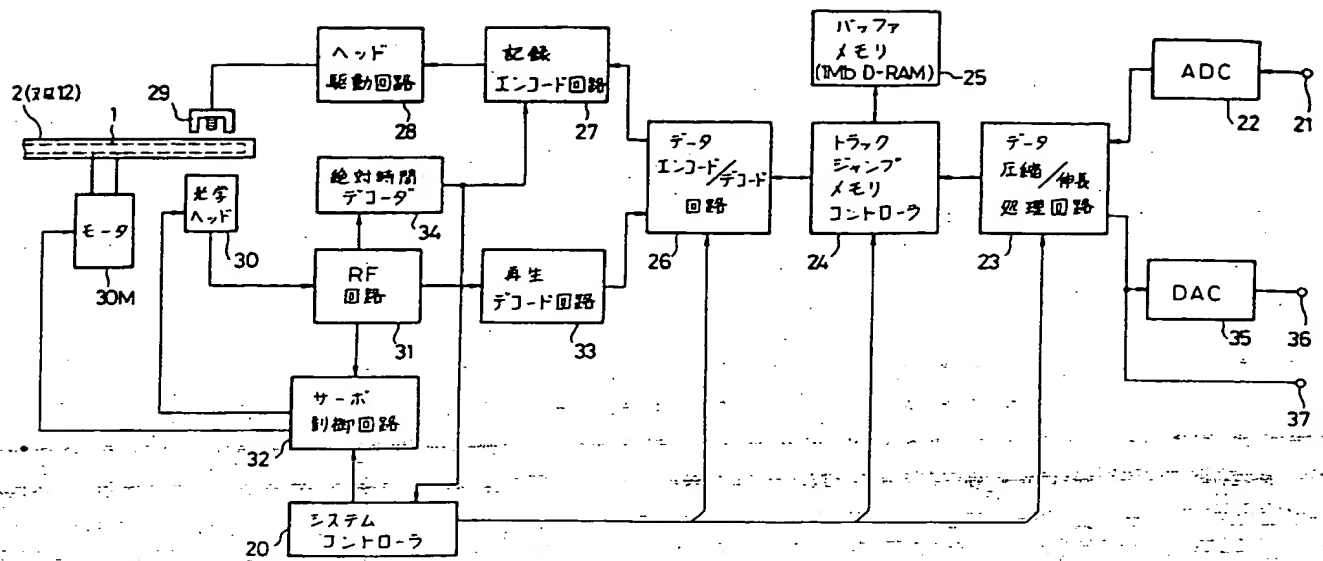 バッファ
メモリ
(1Mb D-RAM)
25
ヘッド
駆動回路
28
記録
エンコード回路
27
ADC
22
21
29
2(又は12)
1
データ
エンコード/デコード
回路
26
トラック
ジャンプ
メモリ
コントローラ
24
データ
圧縮/伸長
処理回路
23
絶対時間
デコーダ
34
光学
ヘッド
30
モータ
30M
RF
回路
31
再生
デコード回路
33
DAC
35
36
37
サーボ
制御回路
32
システム
コントローラ
20